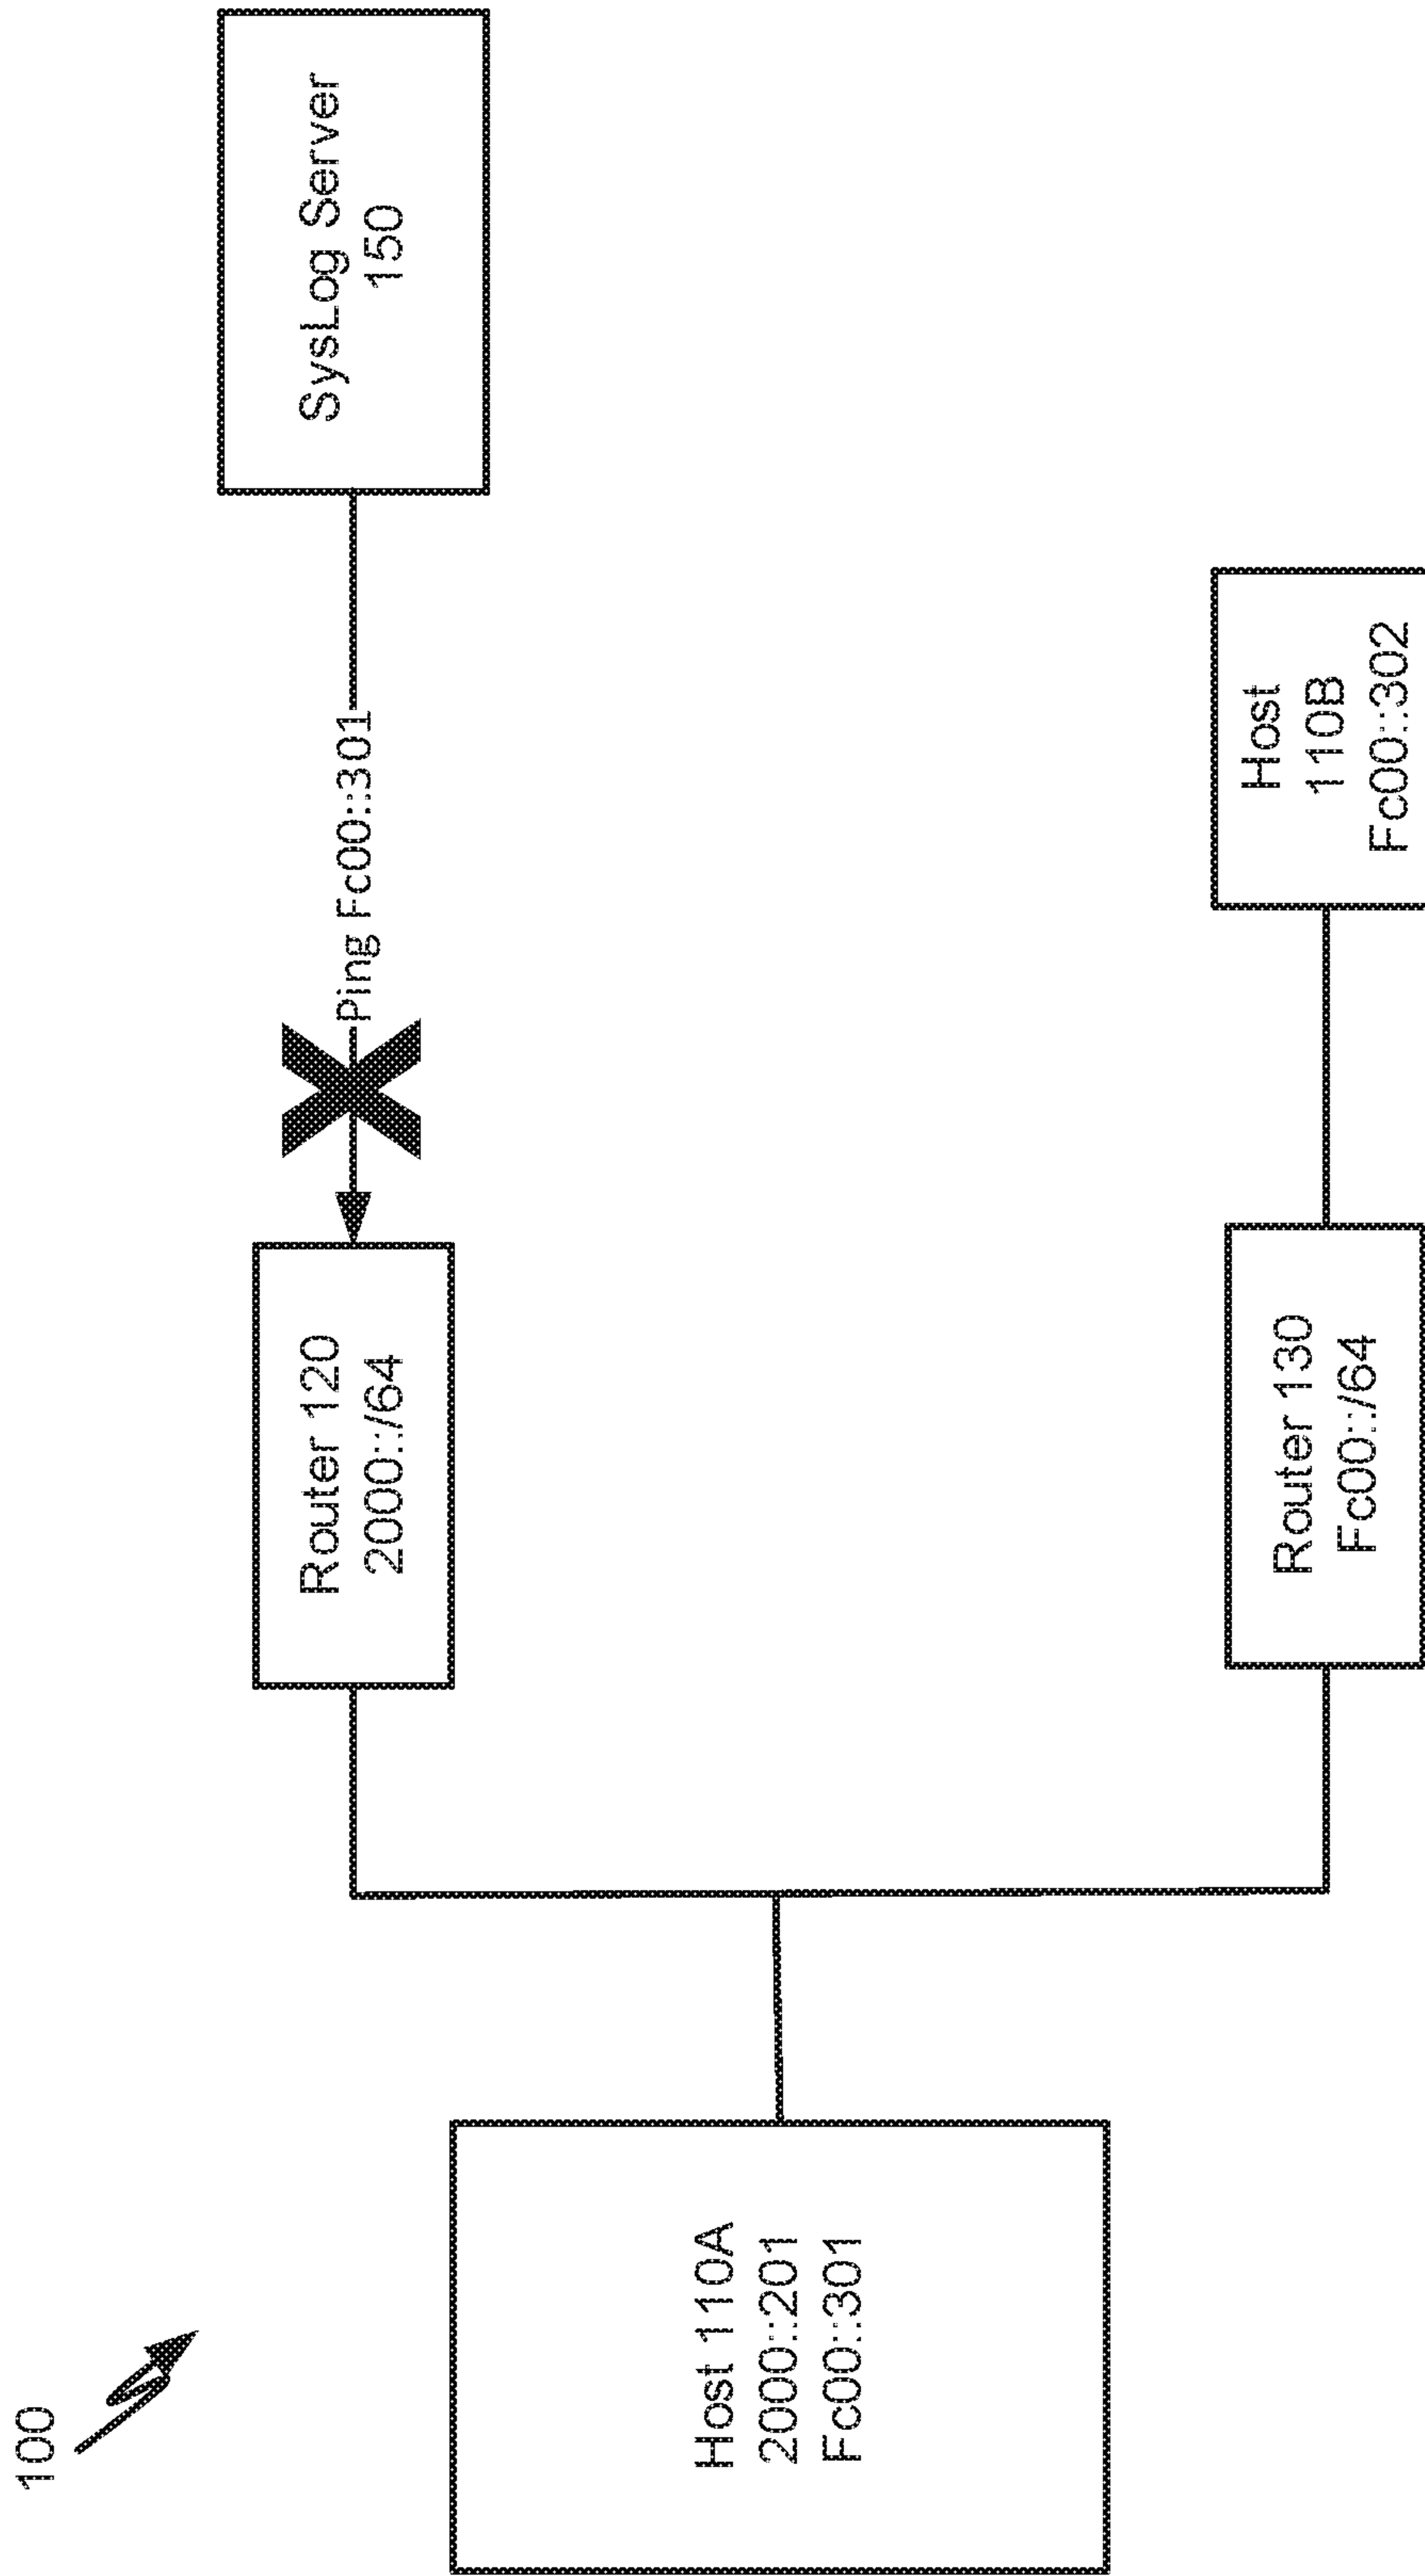 100
Host 110A
2000::201
Fc00::301
Router 120
2000::/64
Ping Fc00::301
SysLog Server
150
Router 130
Fc00::/64
Host
110B
Fc00::302